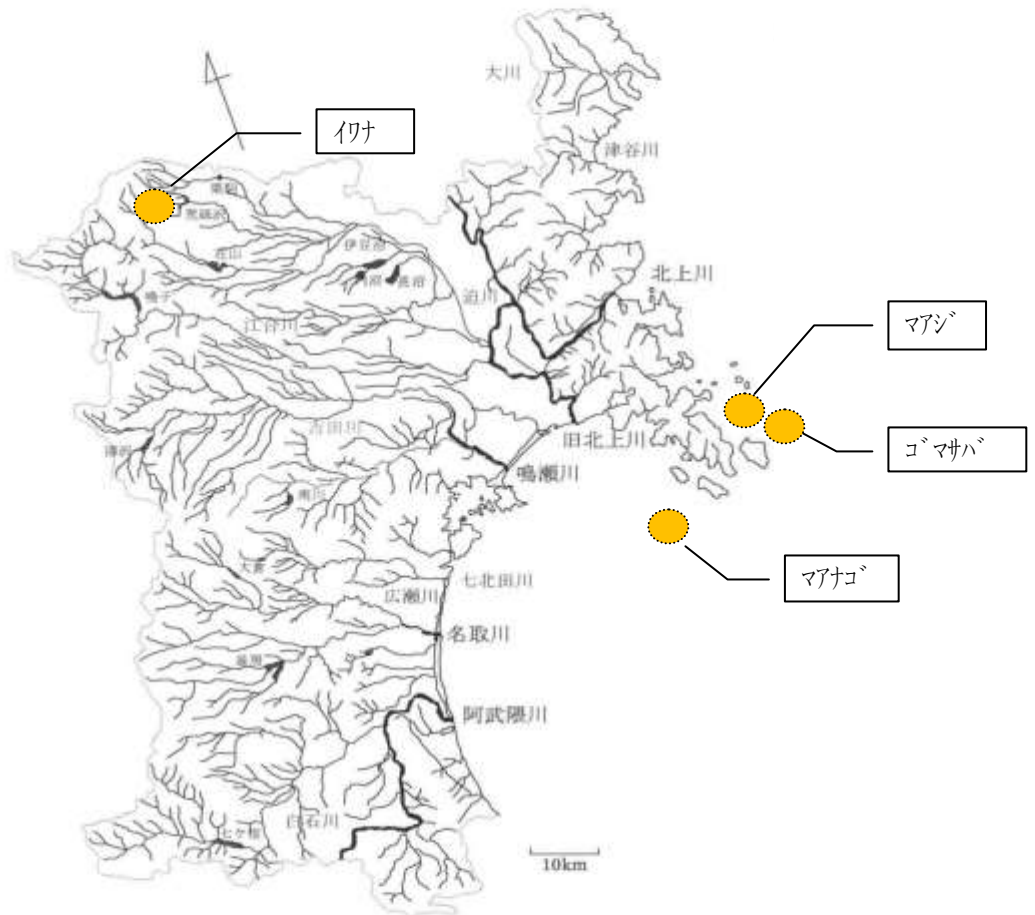 大川
イワナ
津谷川
栗駒
荒砥沢
伊豆沼
花山
長沼
北上川
迫川
鳴子
江合川
マアジ
吉田川
旧北上川
ゴマサバ
漆沢
鳴瀬川
南川
大倉
七北田川
マアナゴ
広瀬川
名取川
釜房
阿武隈川
白石川
七ヶ宿
10km